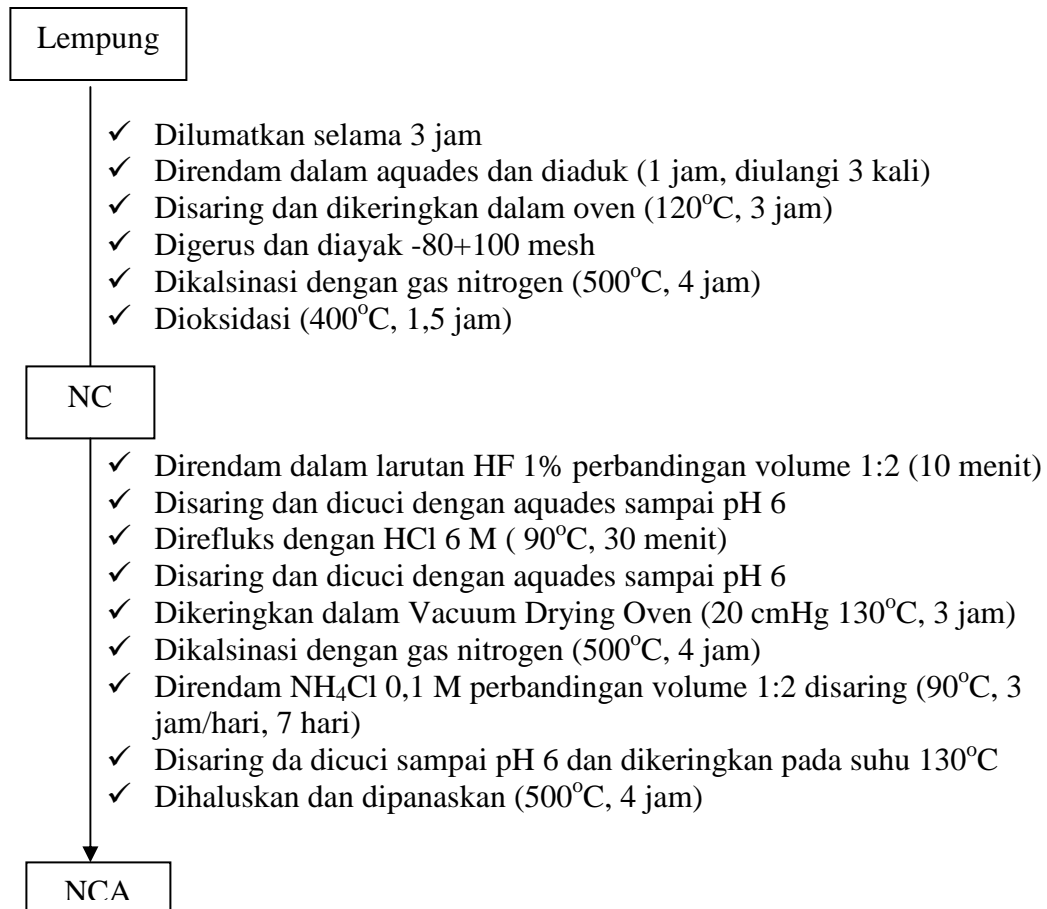 Lempung
✓ Dilumatkan selama 3 jam
✓ Direndam dalam aquades dan diaduk (1 jam, diulangi 3 kali)
✓ Disaring dan dikeringkan dalam oven (120°C, 3 jam)
✓ Digerus dan diayak -80+100 mesh
✓ Dikalsinasi dengan gas nitrogen (500°C, 4 jam)
✓ Dioksidasi (400°C, 1,5 jam)
NC
✓ Direndam dalam larutan HF 1% perbandingan volume 1:2 (10 menit)
✓ Disaring dan dicuci dengan aquades sampai pH 6
✓ Direfluks dengan HCl 6 M ( 90°C, 30 menit)
✓ Disaring dan dicuci dengan aquades sampai pH 6
✓ Dikeringkan dalam Vacuum Drying Oven (20 cmHg 130°C, 3 jam)
✓ Dikalsinasi dengan gas nitrogen (500°C, 4 jam)
✓ Direndam NH₄Cl 0,1 M perbandingan volume 1:2 disaring (90°C, 3
jam/hari, 7 hari)
✓ Disaring da dicuci sampai pH 6 dan dikeringkan pada suhu 130°C
✓ Dihaluskan dan dipanaskan (500°C, 4 jam)
NCA